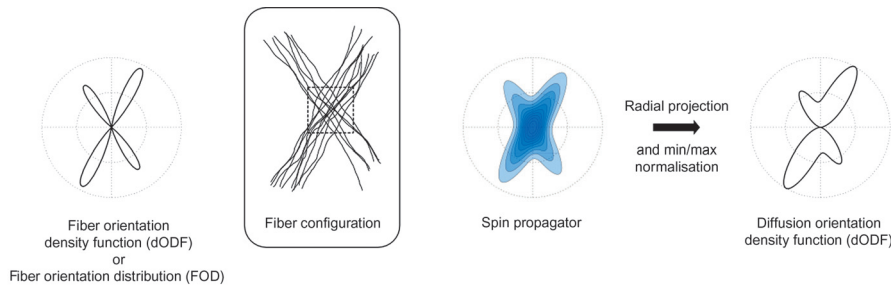 Fiber orientation
density function (dODF)
or
Fiber orientation distribution (FOD)
Fiber configuration
Spin propagator
Radial projection
and min/max
normalisation
Diffusion orientation
density function (dODF)